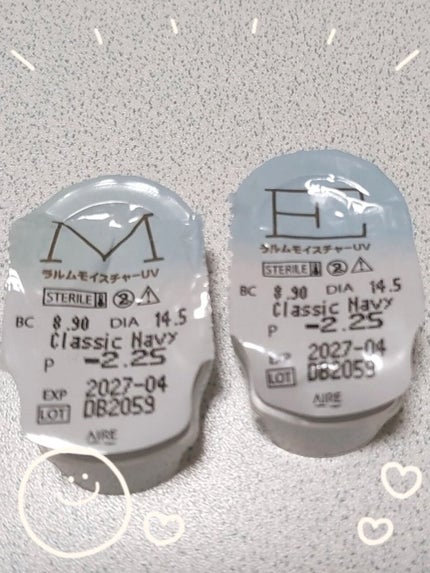 M
ラルムモイスチャーUV
STERILE
BC 8.90 DIA 14.5
Classic Navy
P -2.25
EXP 2027-04
LOT DB2059
AIRE
E
ラルムモイスチャーUV
STERILE
BC 8.90 DIA 14.5
Classic Navy
P -2.25
EXP 2027-04
LOT DB2059
AIRE